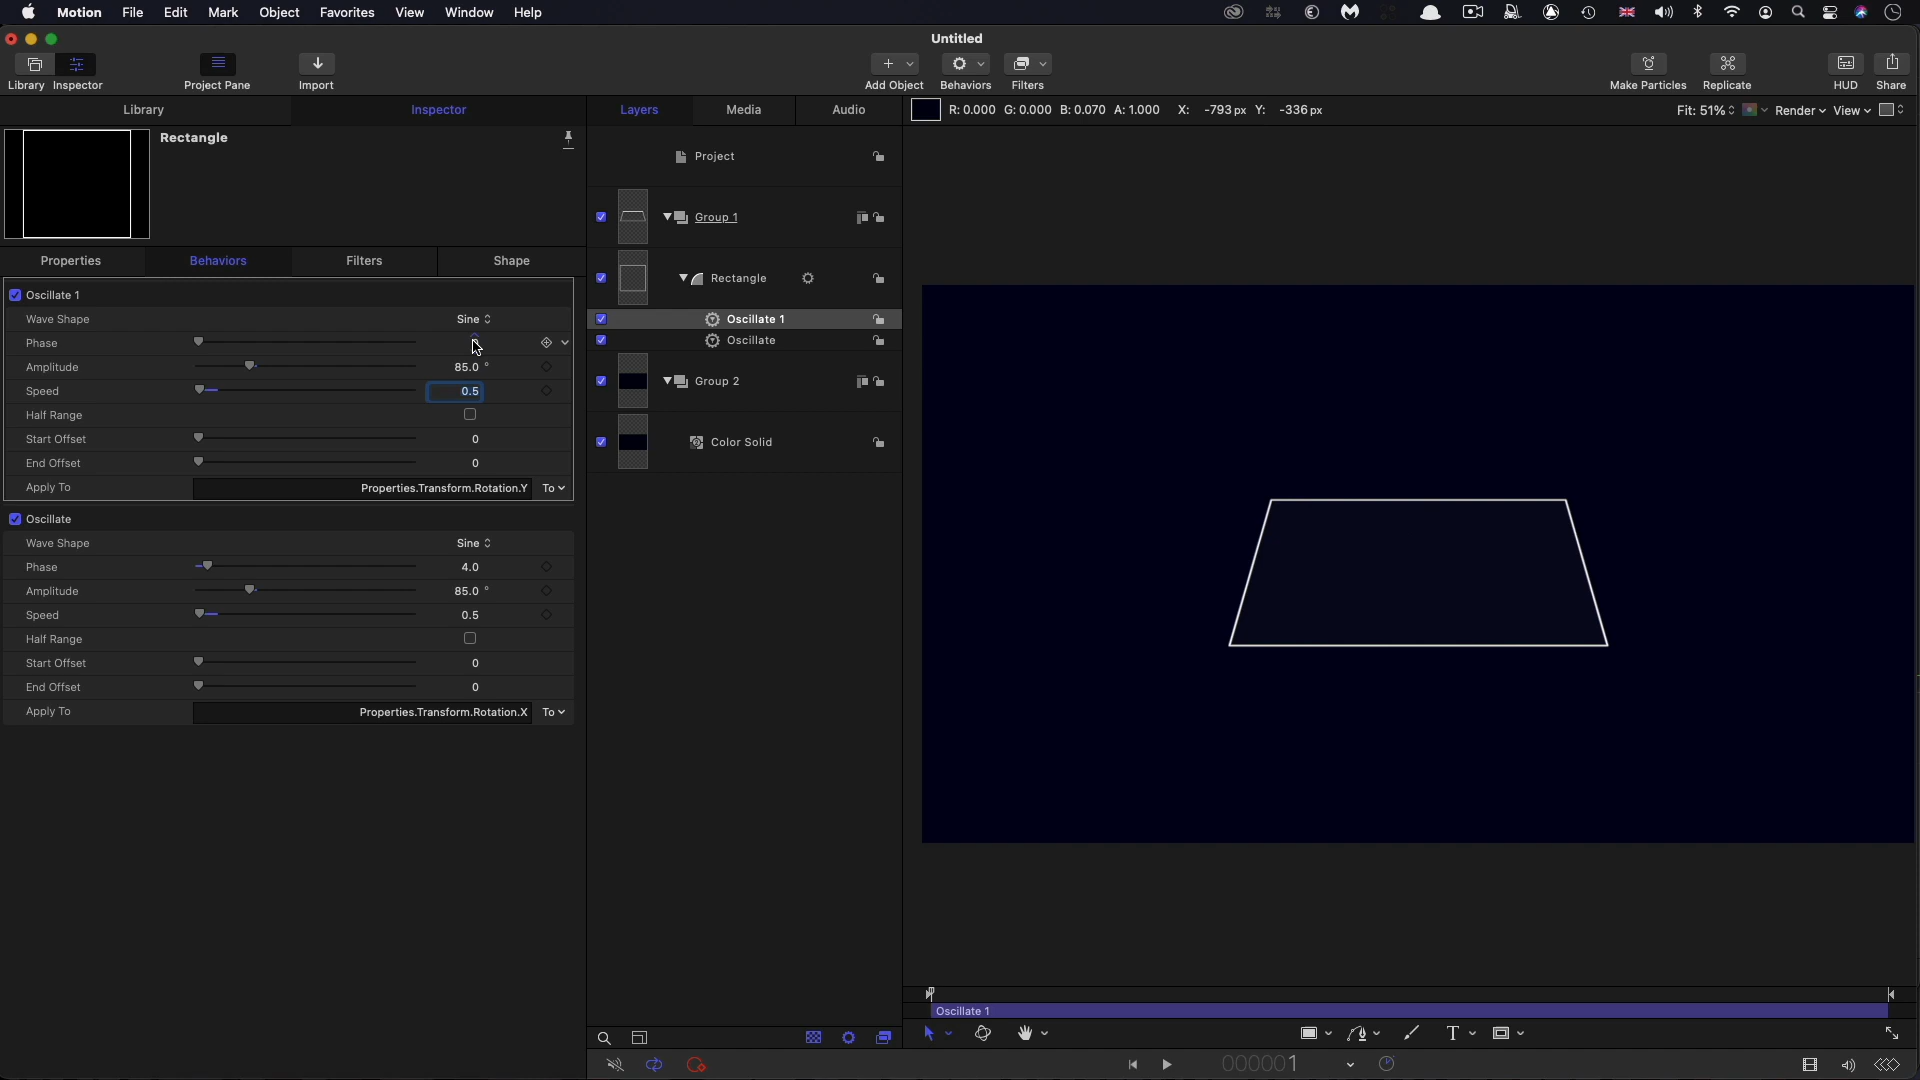 Motion File Edit Mark Object Favorites View Window Help
Untitled
Library Inspector Project Pane Import Add Object Behaviors Filters Make Particles Replicate HUD Share
Library Inspector Layers Media Audio R: 0.000 G: 0.000 B: 0.070 A: 1.000 X: -793 px Y: -336 px Fit: 51% Render View
Rectangle
Project
Group 1
Properties Behaviors Filters Shape
Rectangle
Oscillate 1
Wave Shape Sine
Oscillate 1
Phase
Oscillate
Amplitude 85.0 °
Group 2
Speed 0.5
Half Range
Start Offset 0
Color Solid
End Offset 0
Apply To Properties.Transform.Rotation.Y To
Oscillate
Wave Shape Sine
Phase 4.0
Amplitude 85.0 °
Speed 0.5
Half Range
Start Offset 0
End Offset 0
Apply To Properties.Transform.Rotation.X To
Oscillate 1
T
000001